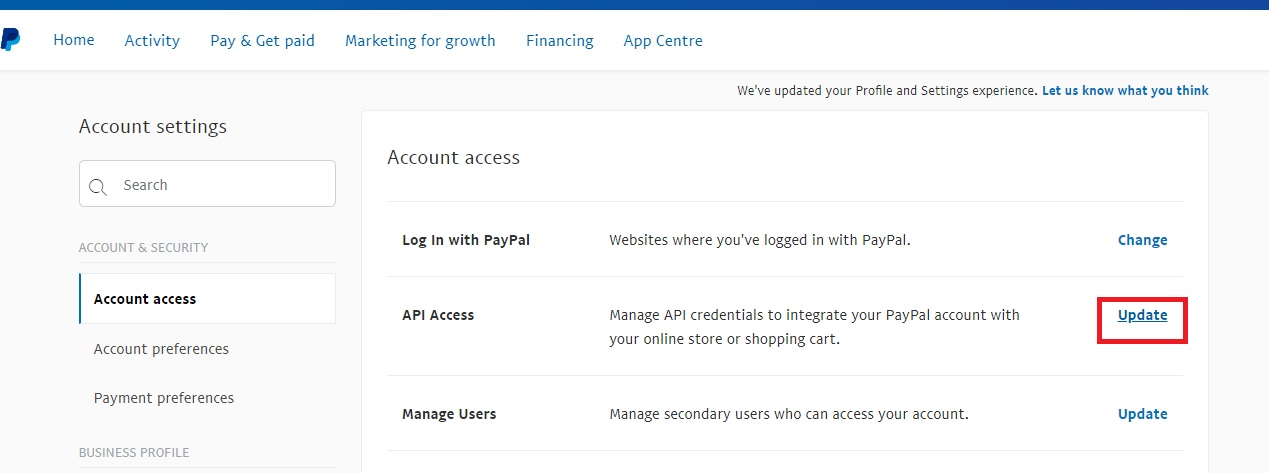 Home Activity Pay & Get paid Marketing for growth Financing App Centre
We've updated your Profile and Settings experience. Let us know what you think
Account settings
Search
ACCOUNT & SECURITY
Account access
Account preferences
Payment preferences
BUSINESS PROFILE
Account access
Log In with PayPal Websites where you've logged in with PayPal. Change
API Access Manage API credentials to integrate your PayPal account with Update
your online store or shopping cart.
Manage Users Manage secondary users who can access your account. Update